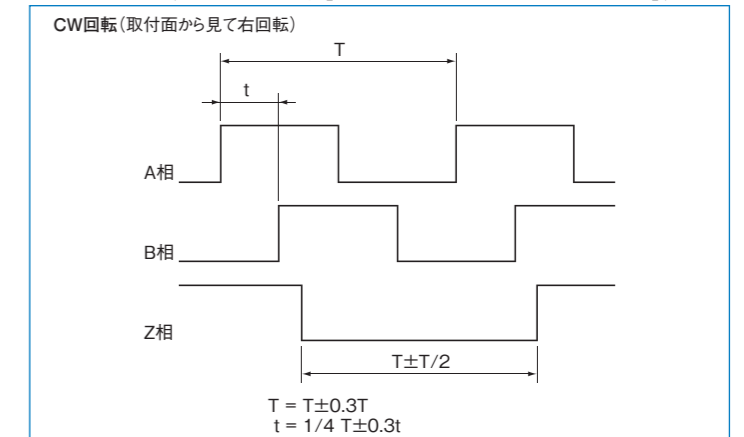 CW回転(取付面から見て右回転)
T
t
A相
B相
Z相
T±T/2
T = T±0.3T
t = 1/4 T±0.3t